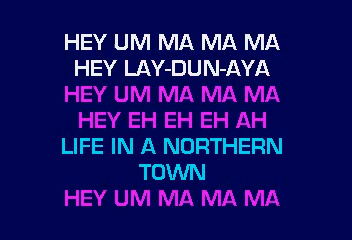 HEY UM MA MA MA
HEY LAY-DUN-AYA
HEY UM MA MA MA
HEY EH EH EH AH
LIFE IN A NORTHERN
TOWN
HEY UM MA MA MA